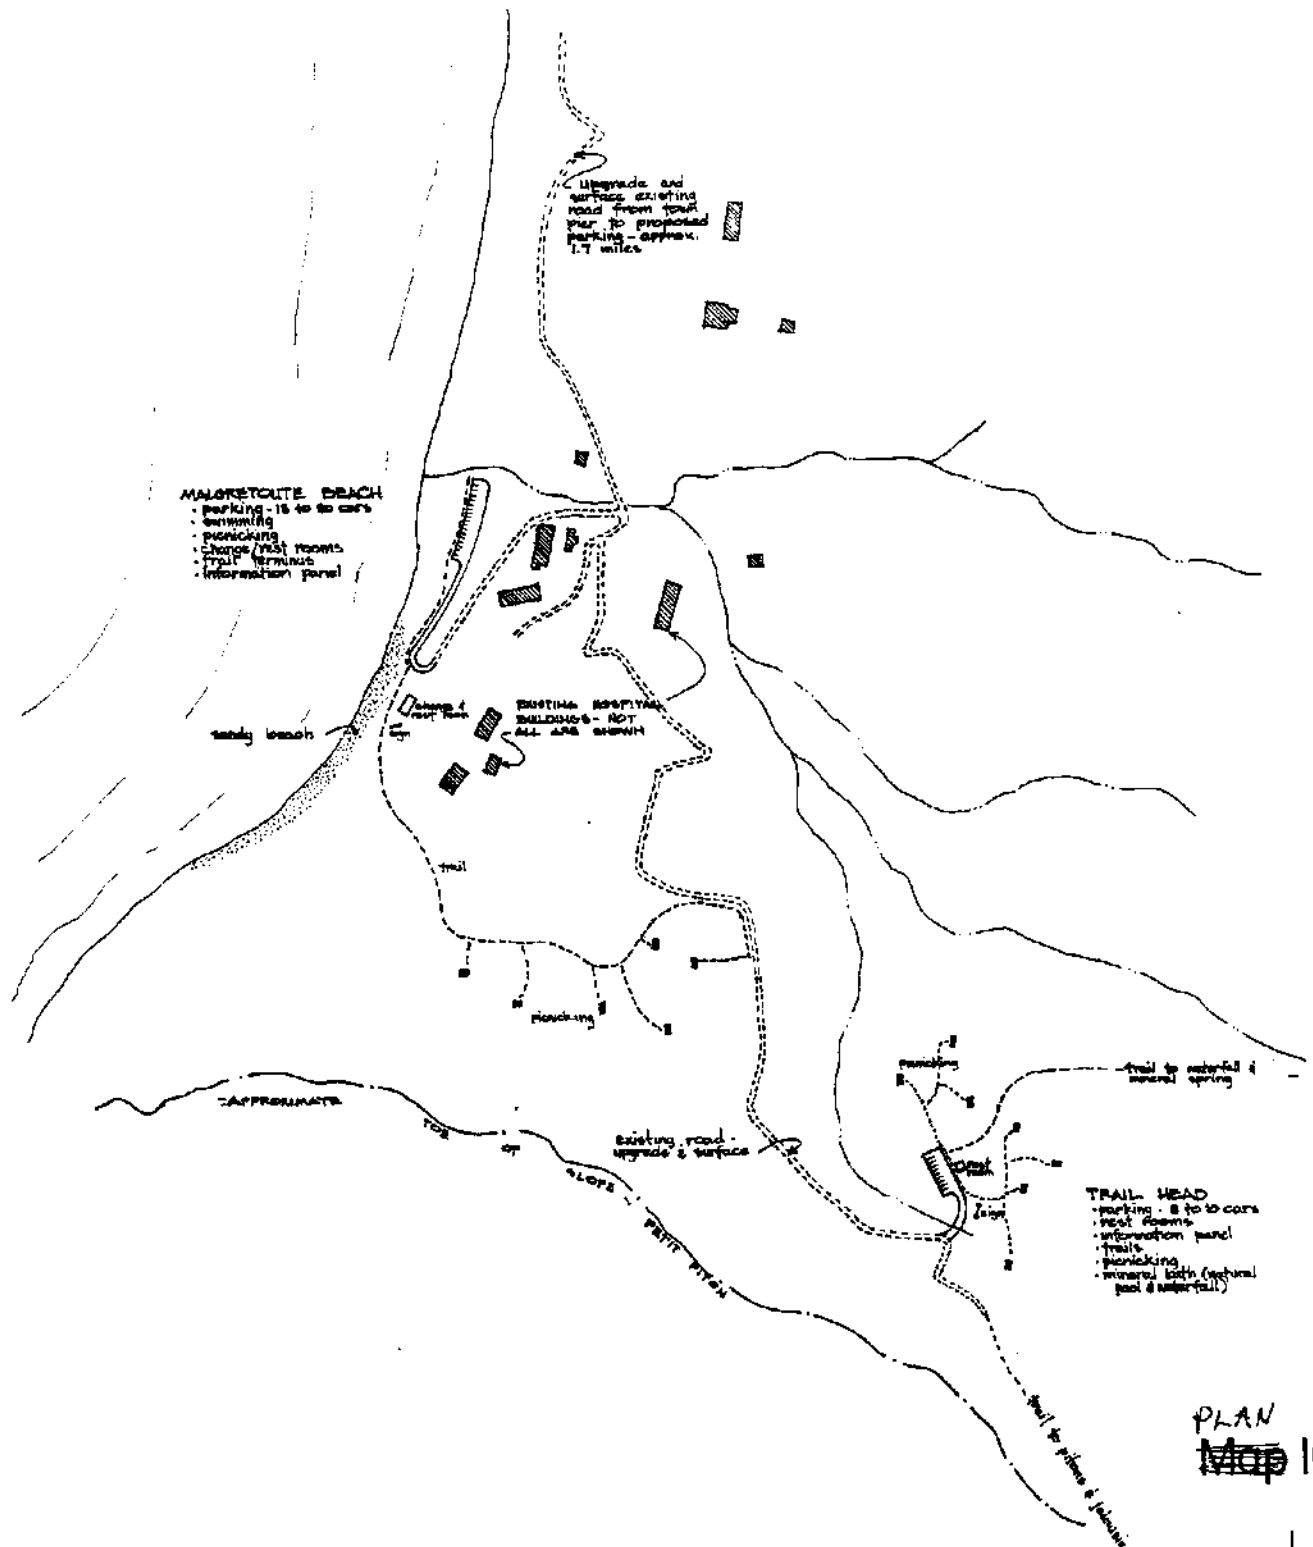 Upgrade and
surface existing
road from town
pier to proposed
parking - approx.
1.7 miles
MALGRETOUTE BEACH
· parking - 15 to 20 cars
· swimming
· picnicking
· change/rest rooms
· trail terminus
· information panel
sandy beach
change &
rest room
sign
EXISTING HOSPITAL
BUILDINGS - NOT
ALL ARE SHOWN
trail
picnicking
picnicking
trail to waterfall &
mineral spring
APPROXIMATE TOE OF SLOPE - PETIT PITON
existing road -
upgrade & surface
rest
room
sign
TRAIL HEAD
· parking - 8 to 10 cars
· rest rooms
· information panel
· trails
· picnicking
· mineral bath (natural
pool & waterfall)
trail to pitons &
PLAN
Map